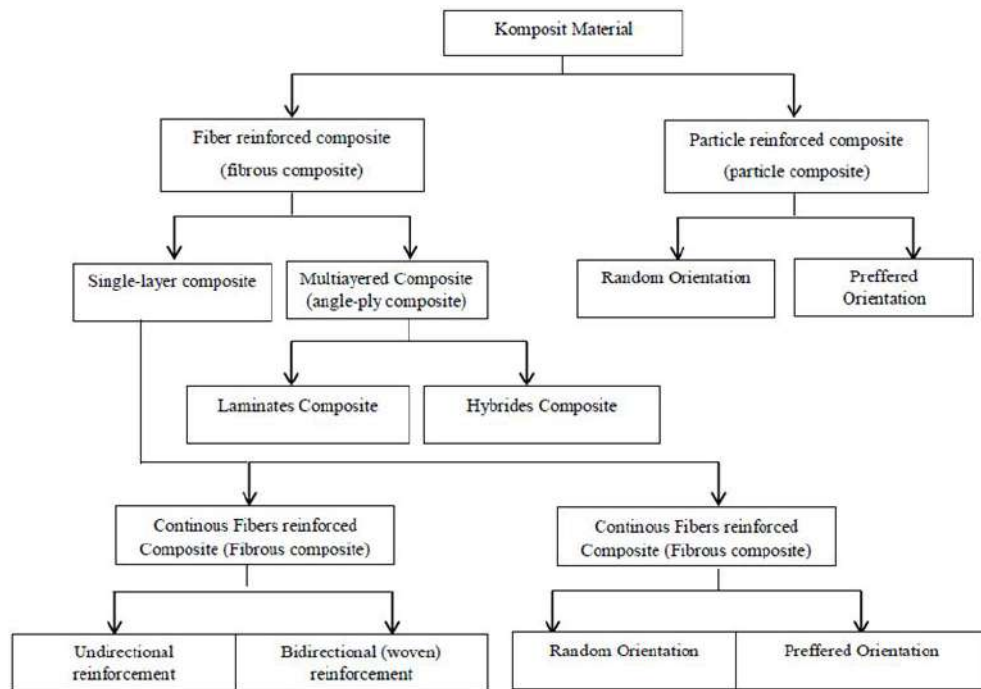 Komposit Material
Fiber reinforced composite
(fibrous composite)
Particle reinforced composite
(particle composite)
Single-layer composite
Multiayered Composite
(angle-ply composite)
Random Orientation
Preffered
Orientation
Laminates Composite
Hybrides Composite
Continous Fibers reinforced
Composite (Fibrous composite)
Continous Fibers reinforced
Composite (Fibrous composite)
Undirectional
reinforcement
Bidirectional (woven)
reinforcement
Random Orientation
Preffered Orientation